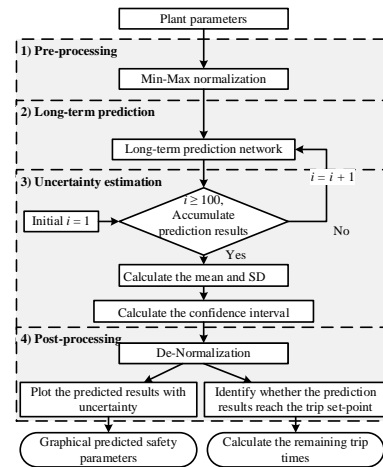 Plant parameters
1) Pre-processing
Min-Max normalization
2) Long-term prediction
Long-term prediction network
i = i + 1
3) Uncertainty estimation
i ≥ 100,
Accumulate
prediction results
Initial i = 1
No
Yes
Calculate the mean and SD
Calculate the confidence interval
4) Post-processing
De-Normalization
Plot the predicted results with
uncertainty
Identify whether the prediction
results reach the trip set-point
Graphical predicted safety
parameters
Calculate the remaining trip
times